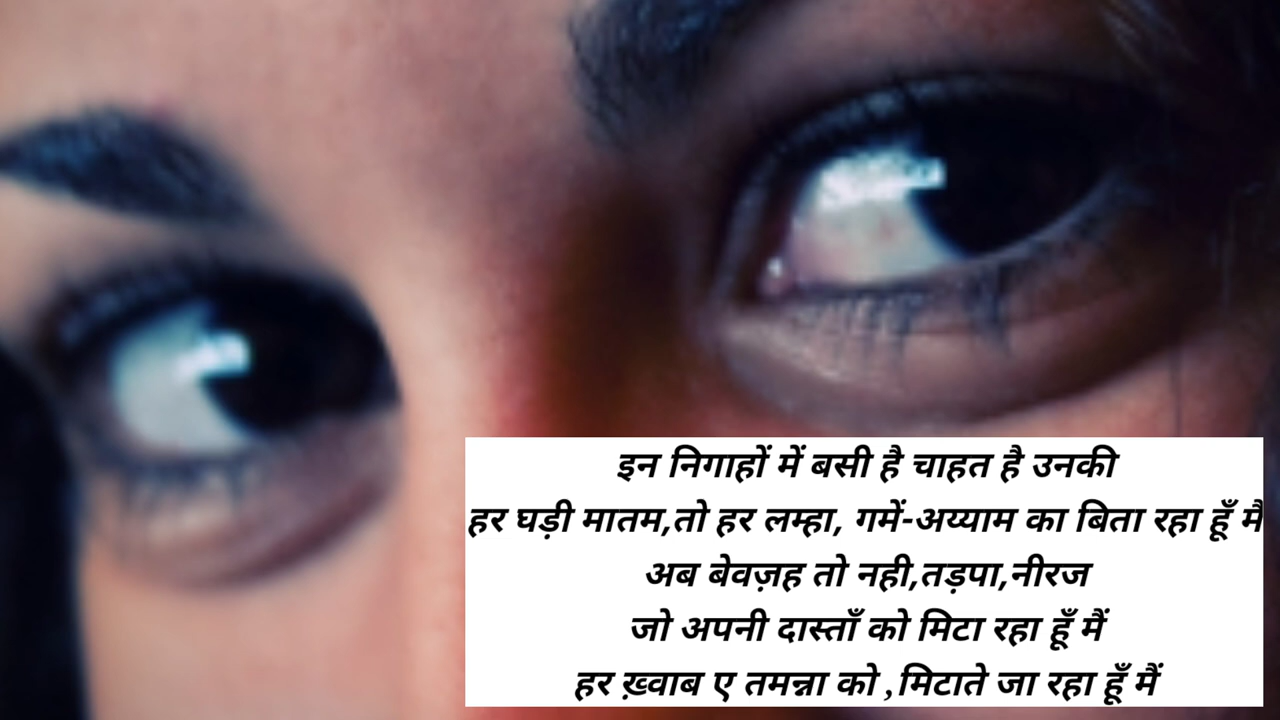 इन निगाहों में बसी है चाहत है उनकी
हर घड़ी मातम,तो हर लम्हा, गमें-अय्याम का बिता रहा हूँ मैं
अब बेवज़ह तो नही,तड़पा,नीरज
जो अपनी दास्ताँ को मिटा रहा हूँ मैं
हर ख़्वाब ए तमन्ना को ,मिटाते जा रहा हूँ मैं